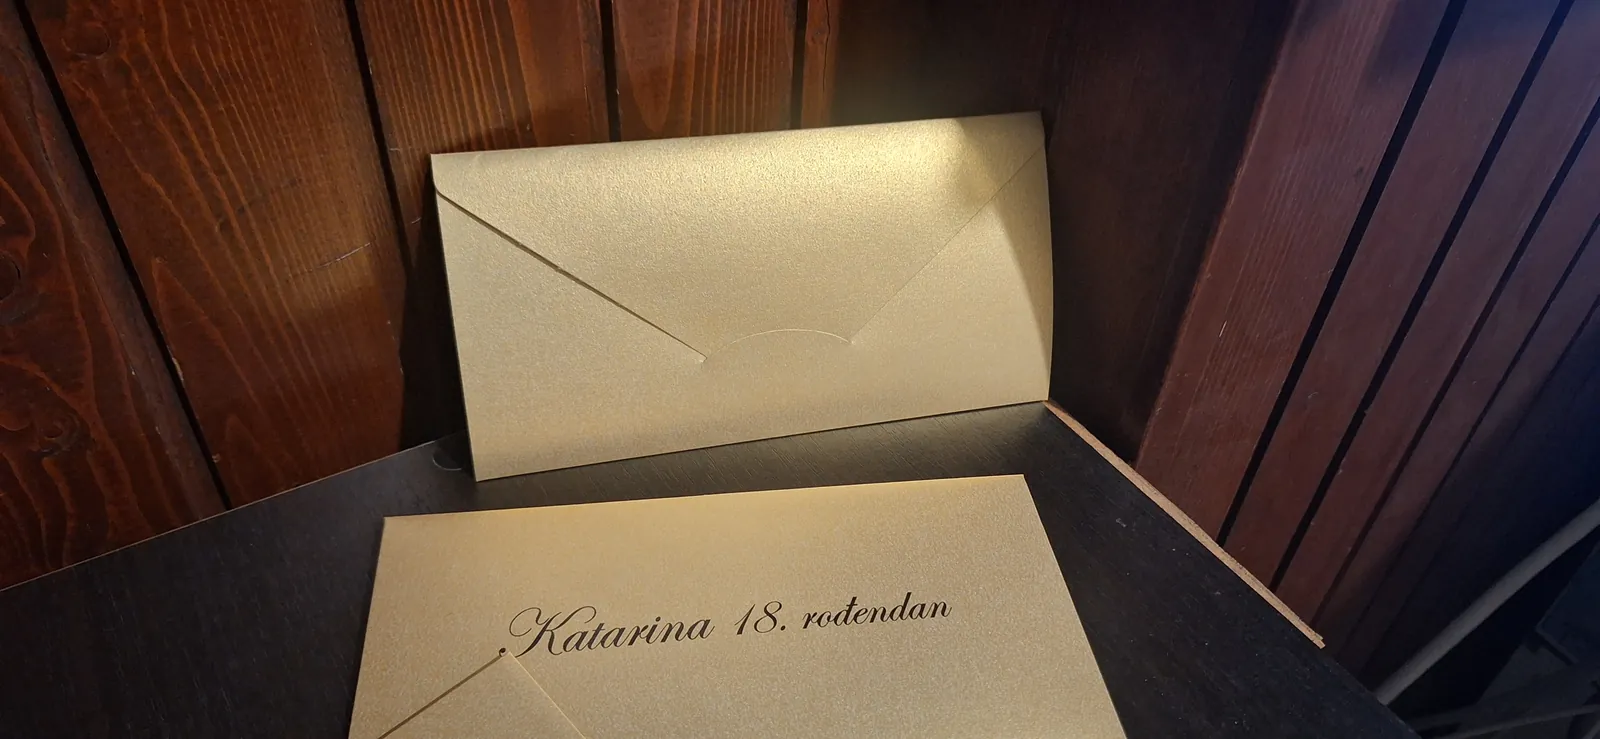 Katarina 18. rođendan